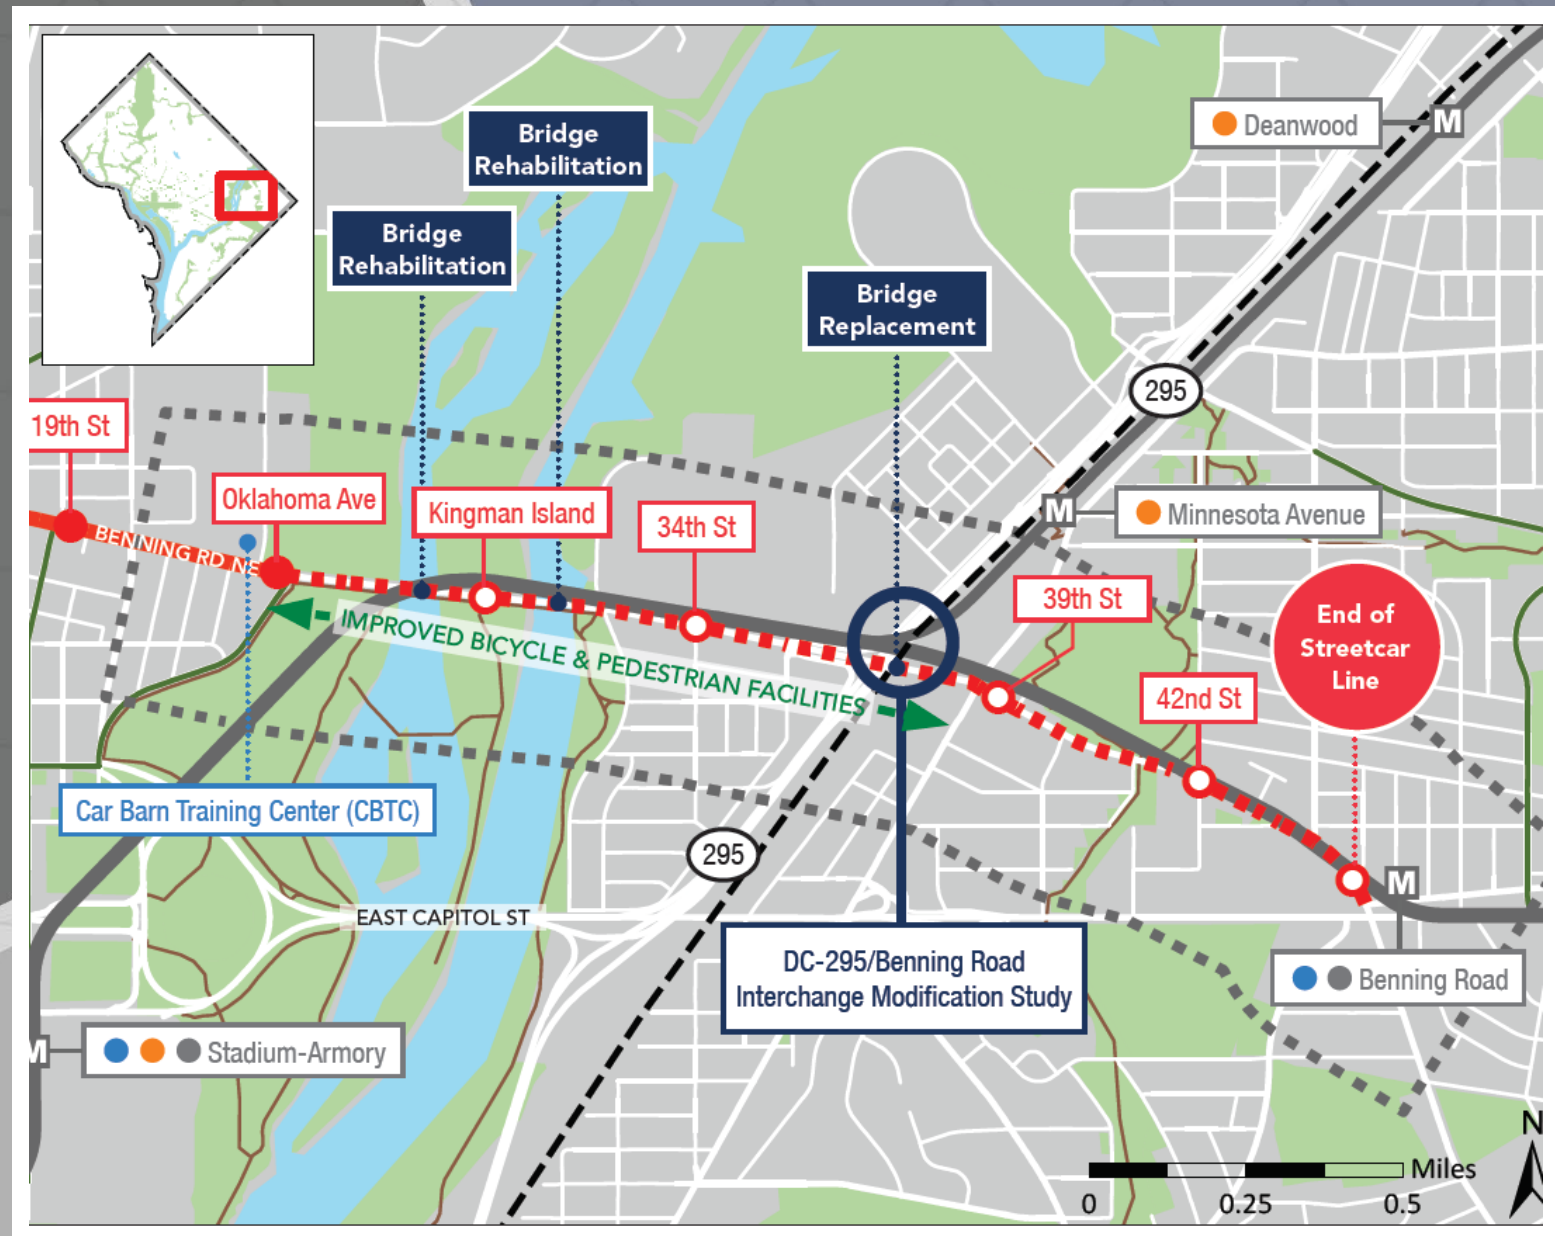 Bridge
Rehabilitation
Deanwood
M
Bridge
Rehabilitation
Bridge
Replacement
295
19th St
Oklahoma Ave
Kingman Island
34th St
M
Minnesota Avenue
BENNING RD NE
39th St
End of
Streetcar
Line
IMPROVED BICYCLE & PEDESTRIAN FACILITIES
42nd St
Car Barn Training Center (CBTC)
295
M
EAST CAPITOL ST
DC-295/Benning Road
Interchange Modification Study
Benning Road
M
Stadium-Armory
N
Miles
0 0.25 0.5